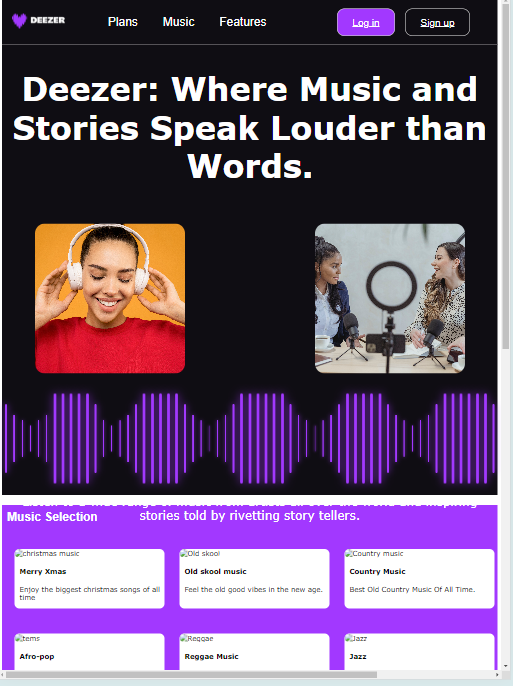 DEEZER Plans Music Features Log in Sign up
Deezer: Where Music and
Stories Speak Louder than
Words.
stories told by rivetting story tellers.
Music Selection
christmas music Old skool Country music
Merry Xmas Old skool music Country Music
Enjoy the biggest christmas songs of all Feel the old good vibes in the new age. Best Old Country Music Of All Time.
time
tems Reggae Jazz
Afro-pop Reggae Music Jazz